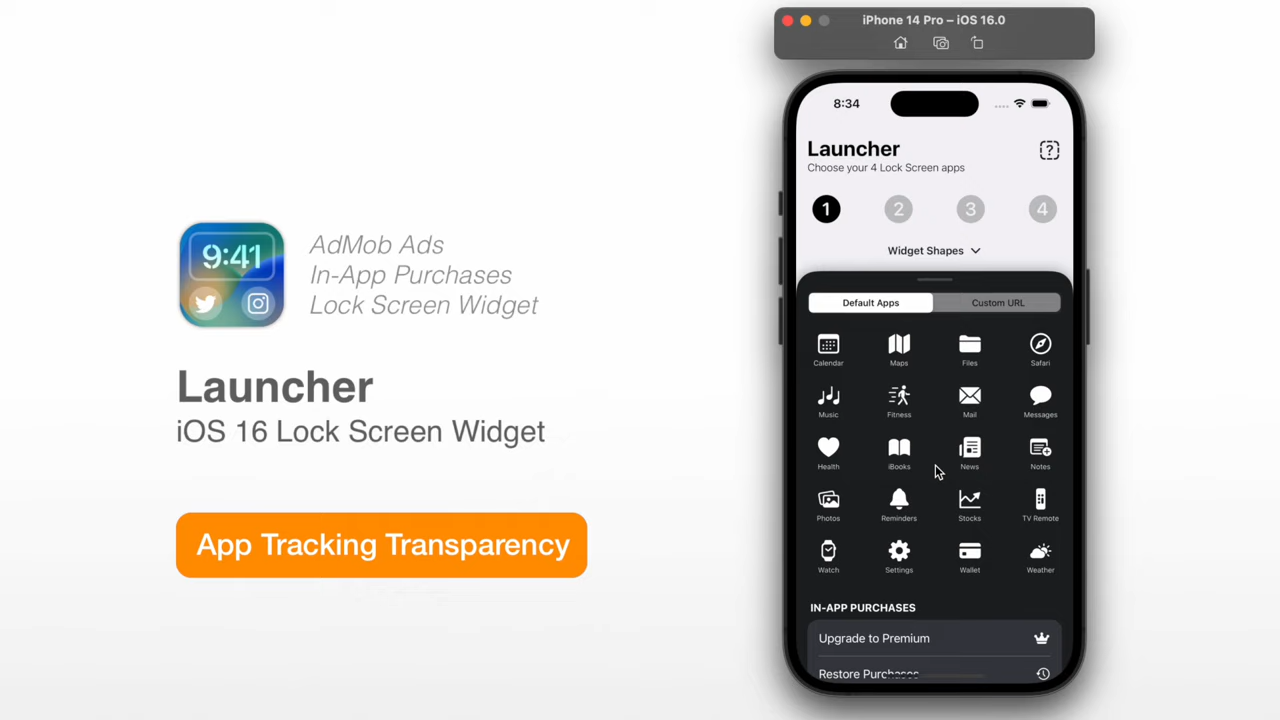 iPhone 14 Pro – iOS 16.0
8:34
Launcher
Choose your 4 Lock Screen apps
1 2 3 4
Widget Shapes
Default Apps Custom URL
Calendar Maps Files Safari
Music Fitness Mail Messages
Health iBooks News Notes
Photos Reminders Stocks TV Remote
Watch Settings Wallet Weather
IN-APP PURCHASES
Upgrade to Premium
Restore Purchases
9:41
AdMob Ads
In-App Purchases
Lock Screen Widget
Launcher
iOS 16 Lock Screen Widget
App Tracking Transparency